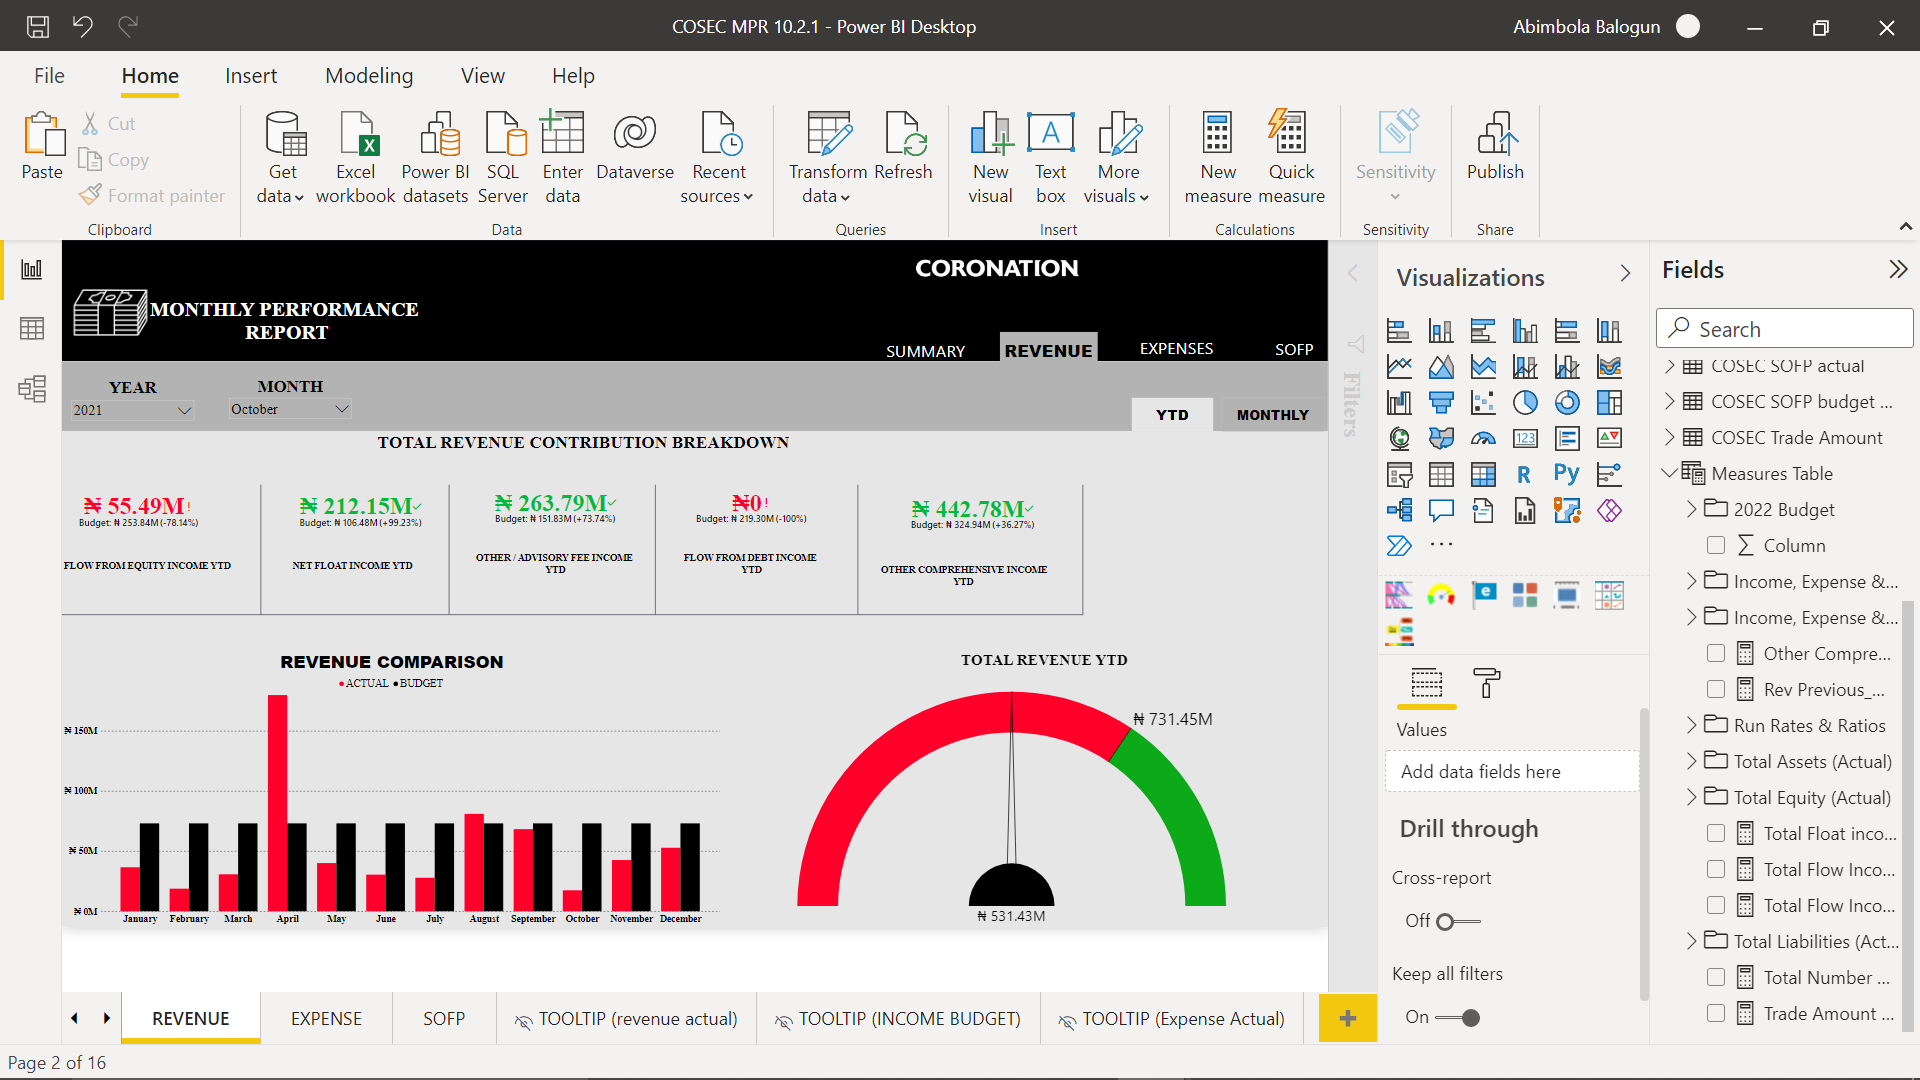 COSEC MPR 10.2.1 - Power BI Desktop
Abimbola Balogun
File
Home
Insert
Modeling
View
Help
Paste
Cut
Copy
Format painter
Clipboard
Get
data
Excel
workbook
Power BI
datasets
SQL
Server
Enter
data
Dataverse
Recent
sources
Data
Transform
data
Refresh
Queries
New
visual
Text
box
More
visuals
Insert
New
measure
Quick
measure
Calculations
Sensitivity
Sensitivity
Publish
Share
CORONATION
MONTHLY PERFORMANCE
REPORT
SUMMARY
REVENUE
EXPENSES
SOFP
YEAR
2021
MONTH
October
YTD
MONTHLY
TOTAL REVENUE CONTRIBUTION BREAKDOWN
₦ 55.49M!
Budget: ₦ 253.84M (-78.14%)
FLOW FROM EQUITY INCOME YTD
₦ 212.15M✓
Budget: ₦ 106.48M (+99.23%)
NET FLOAT INCOME YTD
₦ 263.79M✓
Budget: ₦ 151.83M (+73.74%)
OTHER / ADVISORY FEE INCOME
YTD
₦0!
Budget: ₦ 219.30M (-100%)
FLOW FROM DEBT INCOME
YTD
₦ 442.78M✓
Budget: ₦ 324.94M (+36.27%)
OTHER COMPREHENSIVE INCOME
YTD
REVENUE COMPARISON
ACTUAL BUDGET
₦ 150M
₦ 100M
₦ 50M
₦ 0M
January February March April May June July August September October November December
TOTAL REVENUE YTD
₦ 731.45M
₦ 531.43M
Filters
Visualizations
123
R
Py
...
e
Values
Add data fields here
Drill through
Cross-report
Off
Keep all filters
On
Fields
Search
COSEC SOFP actual
COSEC SOFP budget ...
COSEC Trade Amount
Measures Table
2022 Budget
Column
Income, Expense &...
Income, Expense &...
Other Compre...
Rev Previous_...
Run Rates & Ratios
Total Assets (Actual)
Total Equity (Actual)
Total Float inco...
Total Flow Inco...
Total Flow Inco...
Total Liabilities (Act...
Total Number ...
Trade Amount ...
REVENUE
EXPENSE
SOFP
TOOLTIP (revenue actual)
TOOLTIP (INCOME BUDGET)
TOOLTIP (Expense Actual)
+
Page 2 of 16